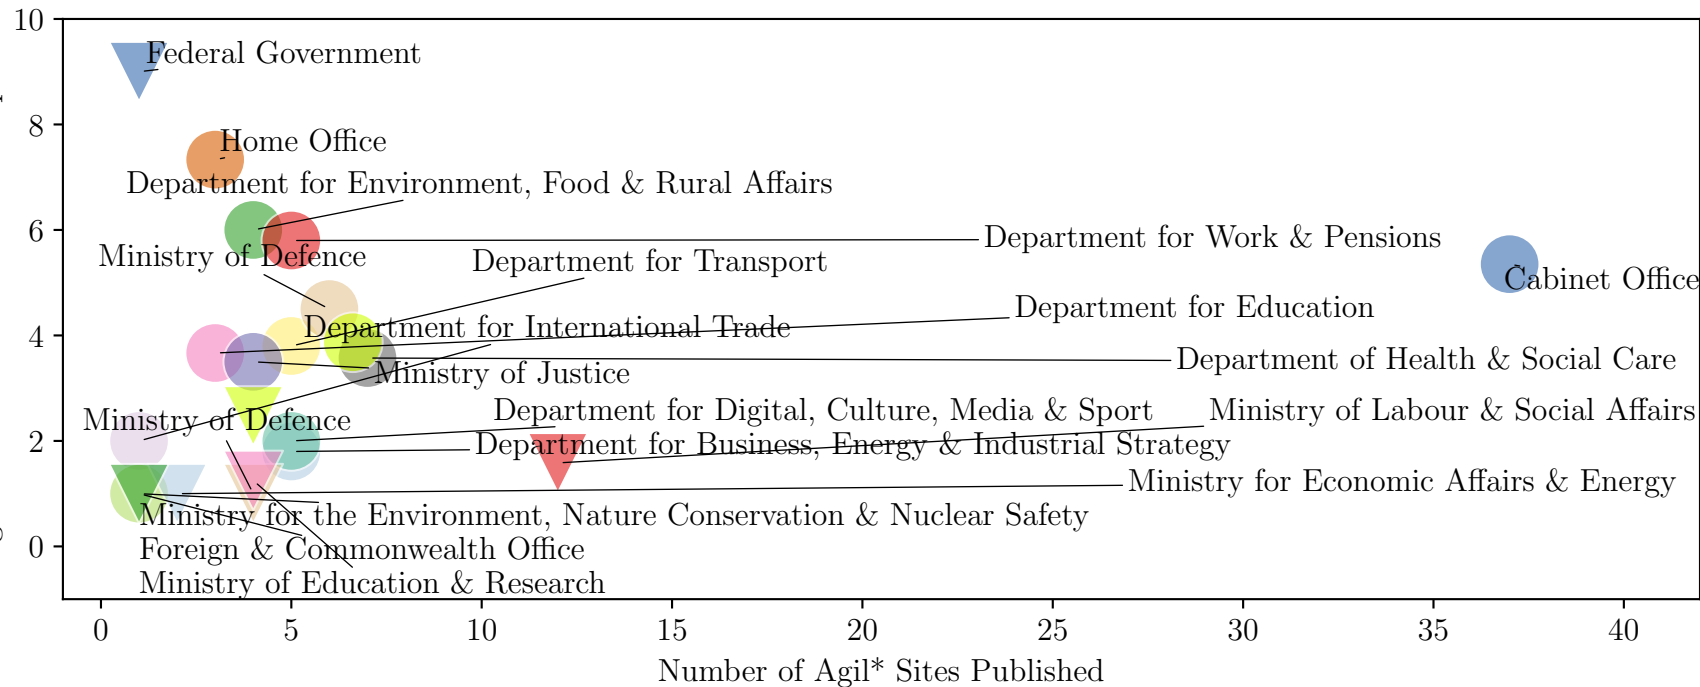 10
Federal Government
8
Home Office
Department for Environment, Food & Rural Affairs
6
Department for Work & Pensions
Ministry of Defence
Department for Transport
Cabinet Office
Department for Education
4
Department for International Trade
Department of Health & Social Care
Ministry of Justice
Department for Digital, Culture, Media & Sport
Ministry of Labour & Social Affairs
Ministry of Defence
2
Department for Business, Energy & Industrial Strategy
Ministry for Economic Affairs & Energy
Ministry for the Environment, Nature Conservation & Nuclear Safety
0
Foreign & Commonwealth Office
Ministry of Education & Research
0 5 10 15 20 25 30 35 40
Number of Agil* Sites Published